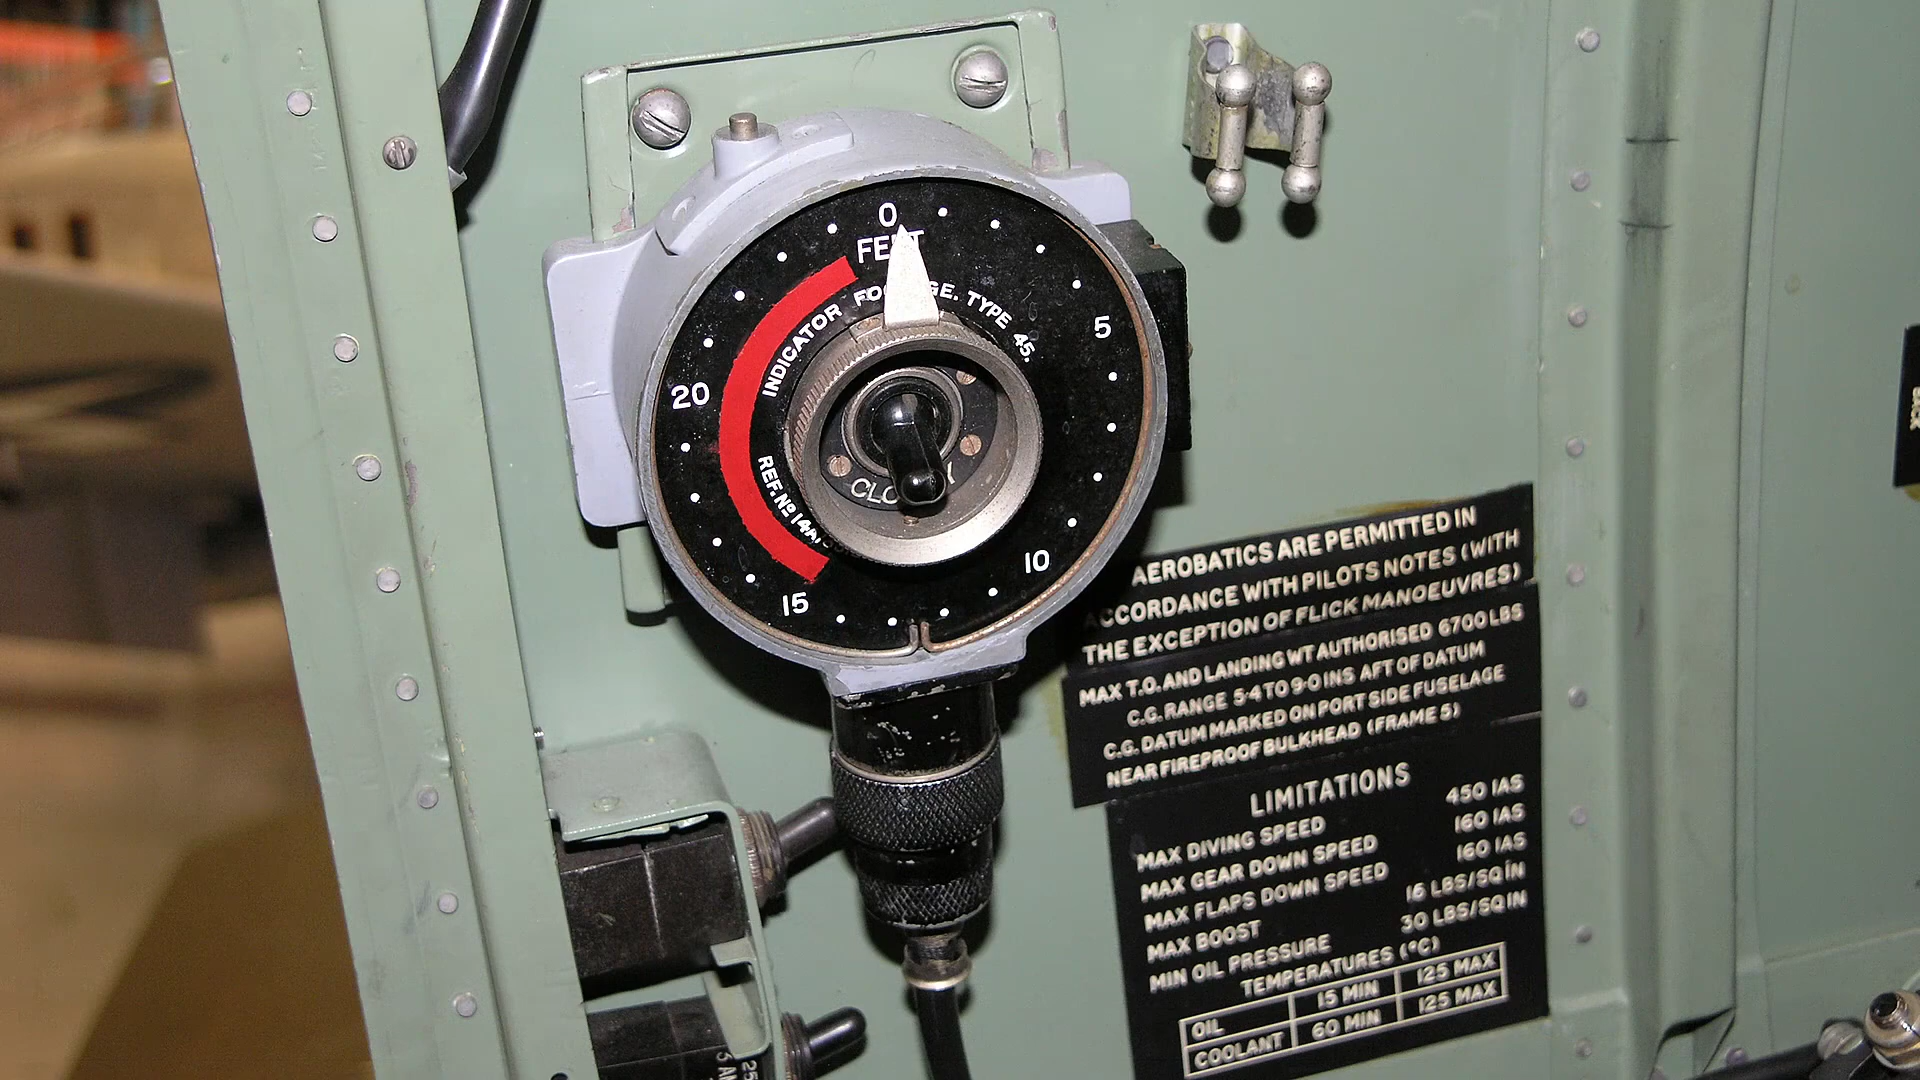 0
FEET
5
10
15
20
INDICATOR GE. TYPE 45.
REF. No 14A
AEROBATICS ARE PERMITTED IN
ACCORDANCE WITH PILOTS NOTES (WITH
THE EXCEPTION OF FLICK MANOEUVRES)
MAX T.O. AND LANDING WT AUTHORISED 6700 LBS
C.G. RANGE 5·4 TO 9·0 INS AFT OF DATUM
C.G. DATUM MARKED ON PORT SIDE FUSELAGE
NEAR FIREPROOF BULKHEAD (FRAME 5)
LIMITATIONS
MAX DIVING SPEED 450 IAS
MAX GEAR DOWN SPEED 160 IAS
MAX FLAPS DOWN SPEED 160 IAS
MAX BOOST 16 LBS/SQ IN
MIN OIL PRESSURE 30 LBS/SQ IN
TEMPERATURES (°C)
OIL 15 MIN 125 MAX
COOLANT 60 MIN 125 MAX